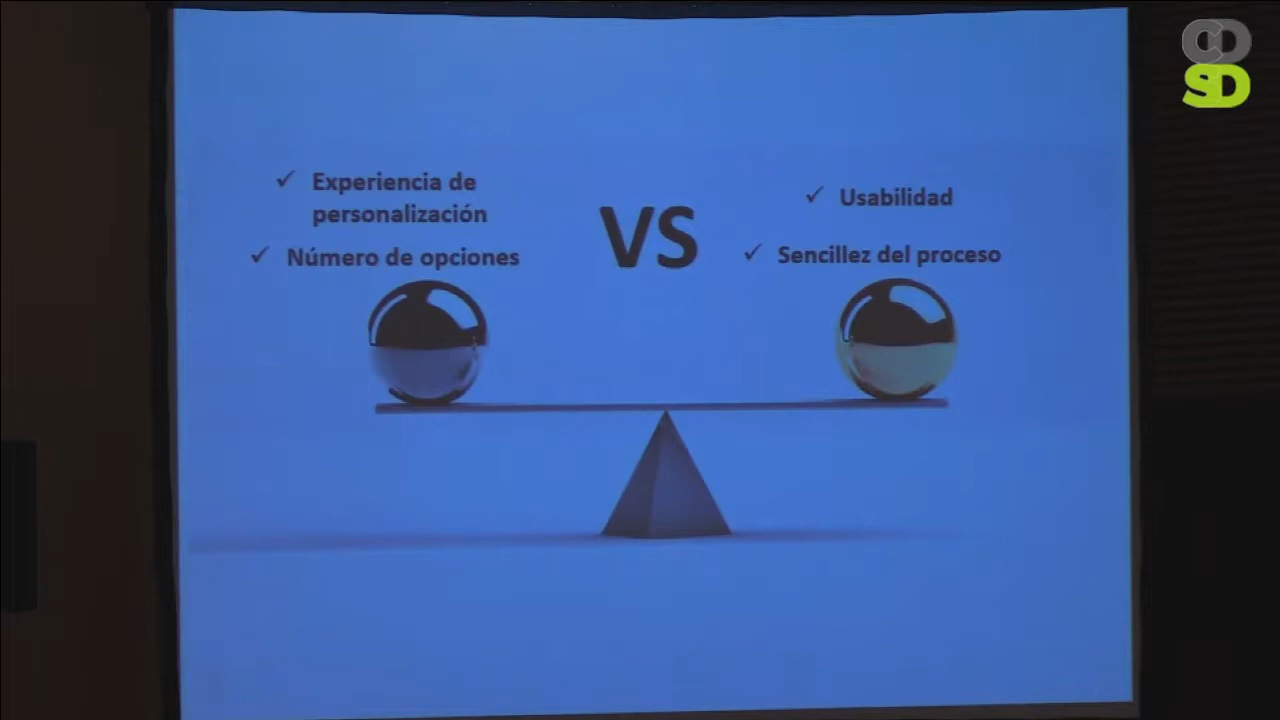 ✓ Experiencia de
personalización
✓ Número de opciones
VS
✓ Usabilidad
✓ Sencillez del proceso
CD
SD